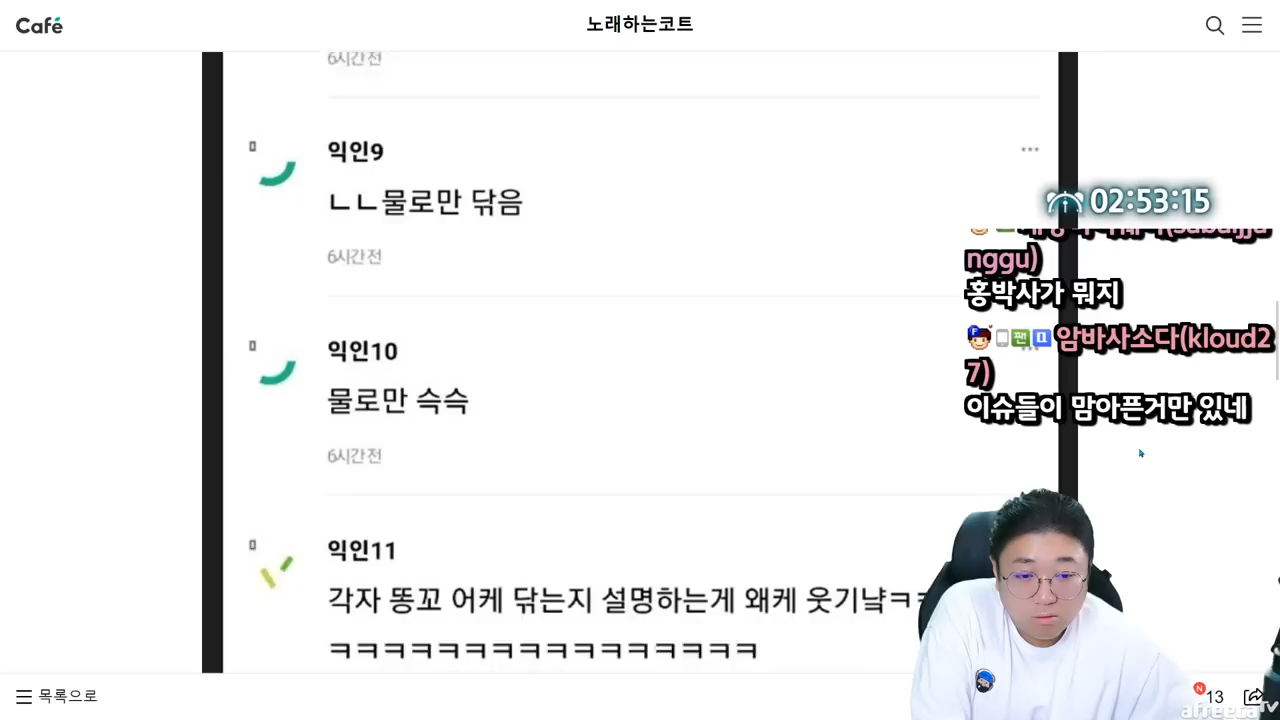 Café
노래하는코트
6시간전
익인9
ㄴㄴ물로만 닦음
6시간전
익인10
물로만 슥슥
6시간전
익인11
각자 똥꼬 어케 닦는지 설명하는게 왜케 웃기냨ㅋ
ㅋㅋㅋㅋㅋㅋㅋㅋㅋㅋㅋㅋㅋㅋㅋㅋ
02:53:15
nggu)
홍박사가 뭐지
암바사소다(kloud2
7)
이슈들이 맘아픈거만 있네
목록으로
N
13
afreecaTV